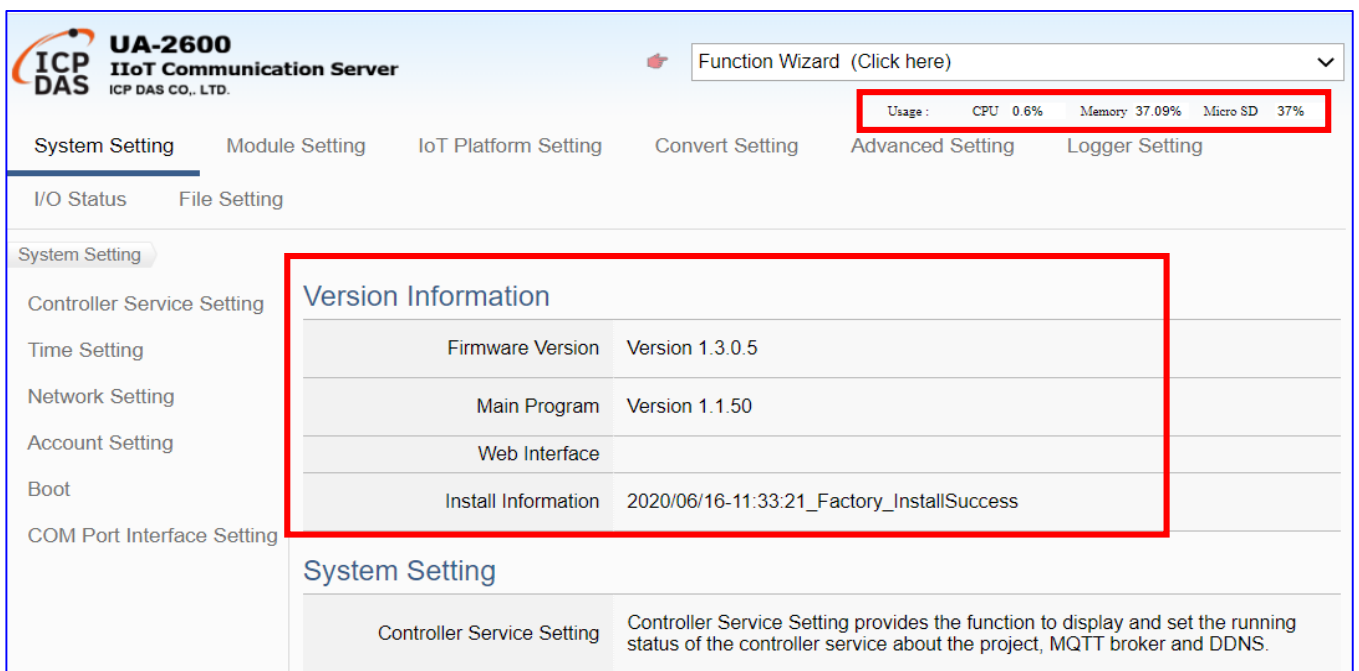 ICP
DAS
UA-2600
IIoT Communication Server
ICP DAS CO,. LTD.
Function Wizard (Click here)
Usage : CPU 0.6% Memory 37.09% Micro SD 37%
System Setting Module Setting IoT Platform Setting Convert Setting Advanced Setting Logger Setting
I/O Status File Setting
System Setting
Controller Service Setting
Time Setting
Network Setting
Account Setting
Boot
COM Port Interface Setting
Version Information
Firmware Version Version 1.3.0.5
Main Program Version 1.1.50
Web Interface
Install Information 2020/06/16-11:33:21_Factory_InstallSuccess
System Setting
Controller Service Setting Controller Service Setting provides the function to display and set the running
status of the controller service about the project, MQTT broker and DDNS.